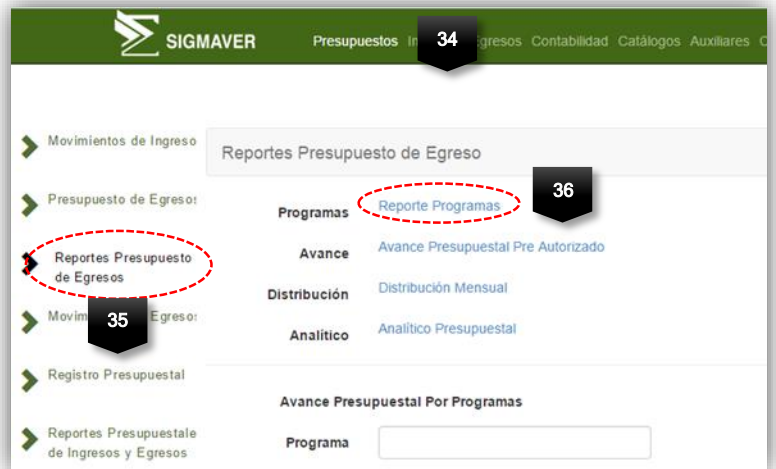 SIGMAVER
Presupuestos In 34 gresos Contabilidad Catálogos Auxiliares
Movimientos de Ingreso
Presupuesto de Egresos
Reportes Presupuesto
de Egresos
Movim 35 Egresos
Registro Presupuestal
Reportes Presupuestale
de Ingresos y Egresos
Reportes Presupuesto de Egreso
36
Programas Reporte Programas
Avance Avance Presupuestal Pre Autorizado
Distribución Distribución Mensual
Analítico Analítico Presupuestal
Avance Presupuestal Por Programas
Programa